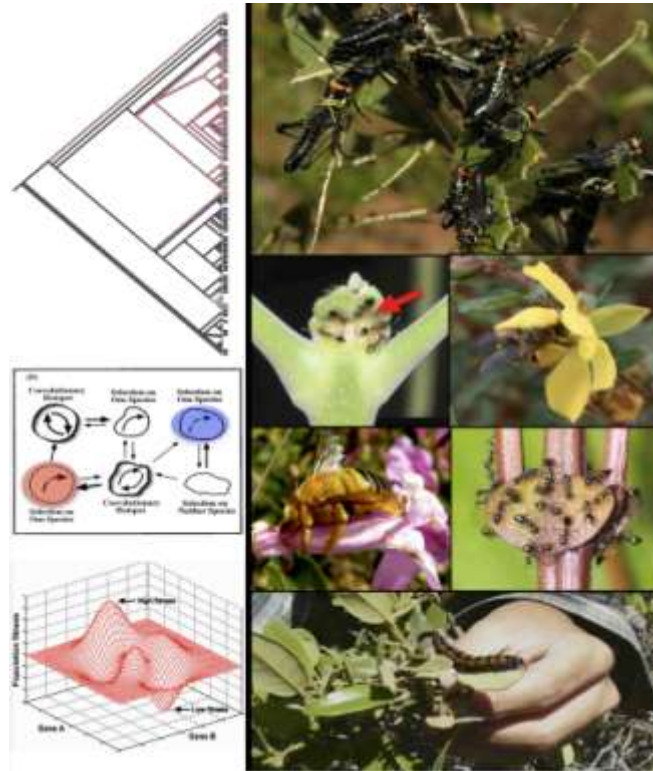 Coevolutionary
Hotspot
Selection on
One Species
Selection on
One Species
Selection on
One Species
Coevolutionary
Hotspot
Selection on
Neither Species
High fitness
Low fitness
Population fitness
Gene A
Gene B